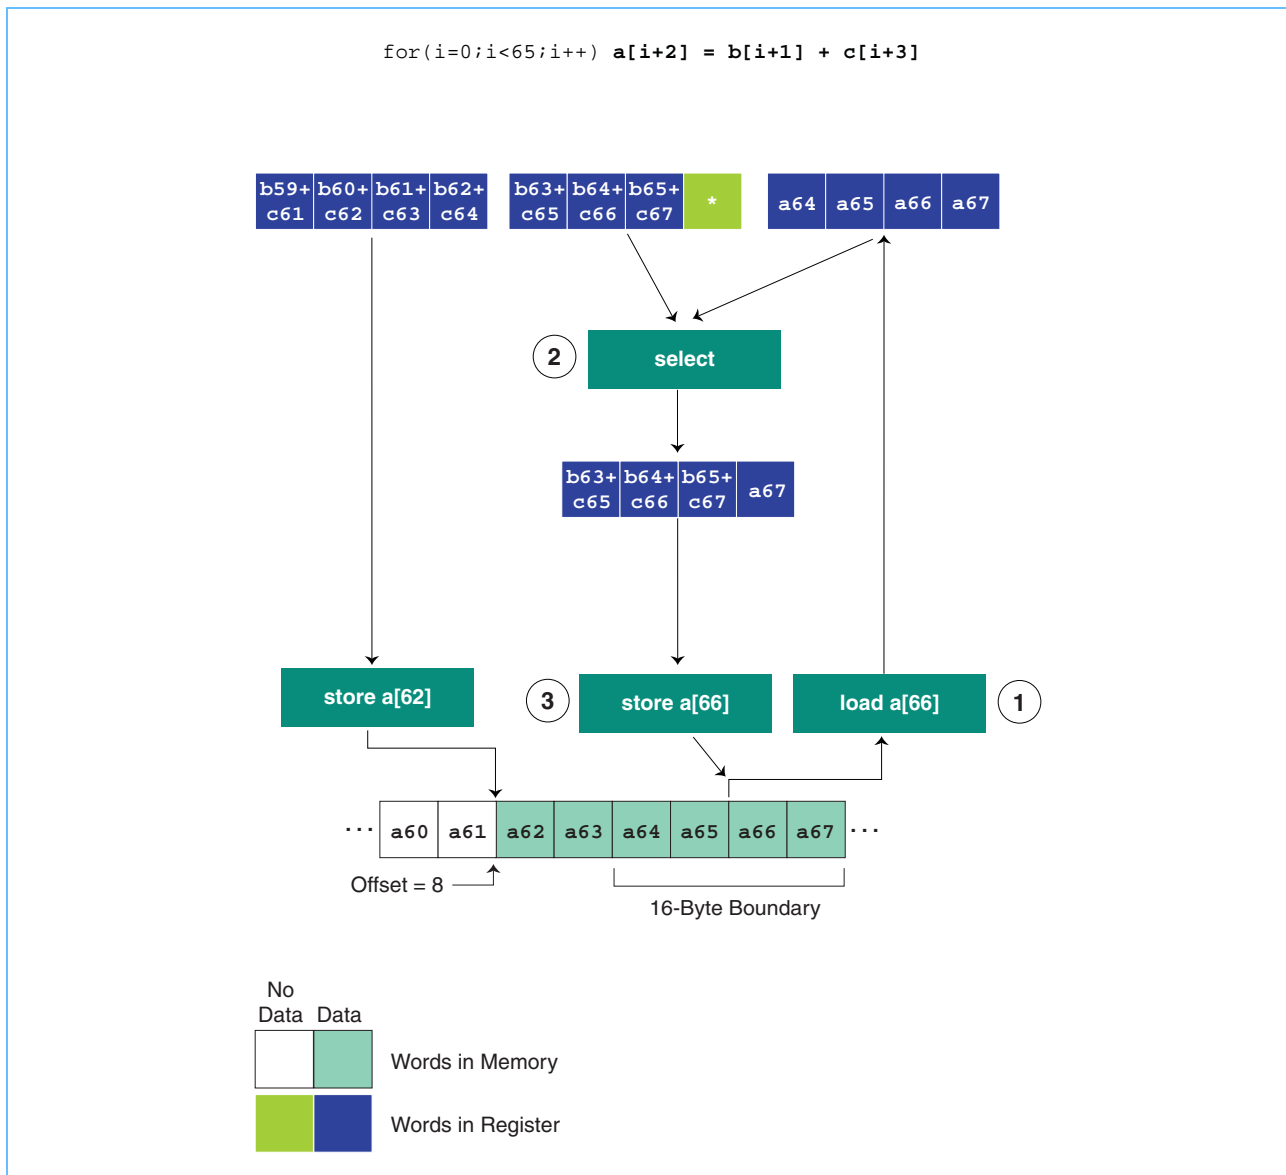 for(i=0;i<65;i++) a[i+2] = b[i+1] + c[i+3]
b59+ b60+ b61+ b62+
c61 c62 c63 c64
b63+ b64+ b65+
c65 c66 c67
*
a64 a65 a66 a67
2
select
b63+ b64+ b65+
c65 c66 c67
a67
store a[62]
3
store a[66]
load a[66]
1
... a60 a61 a62 a63 a64 a65 a66 a67 ...
Offset = 8
16-Byte Boundary
No
Data Data
Words in Memory
Words in Register